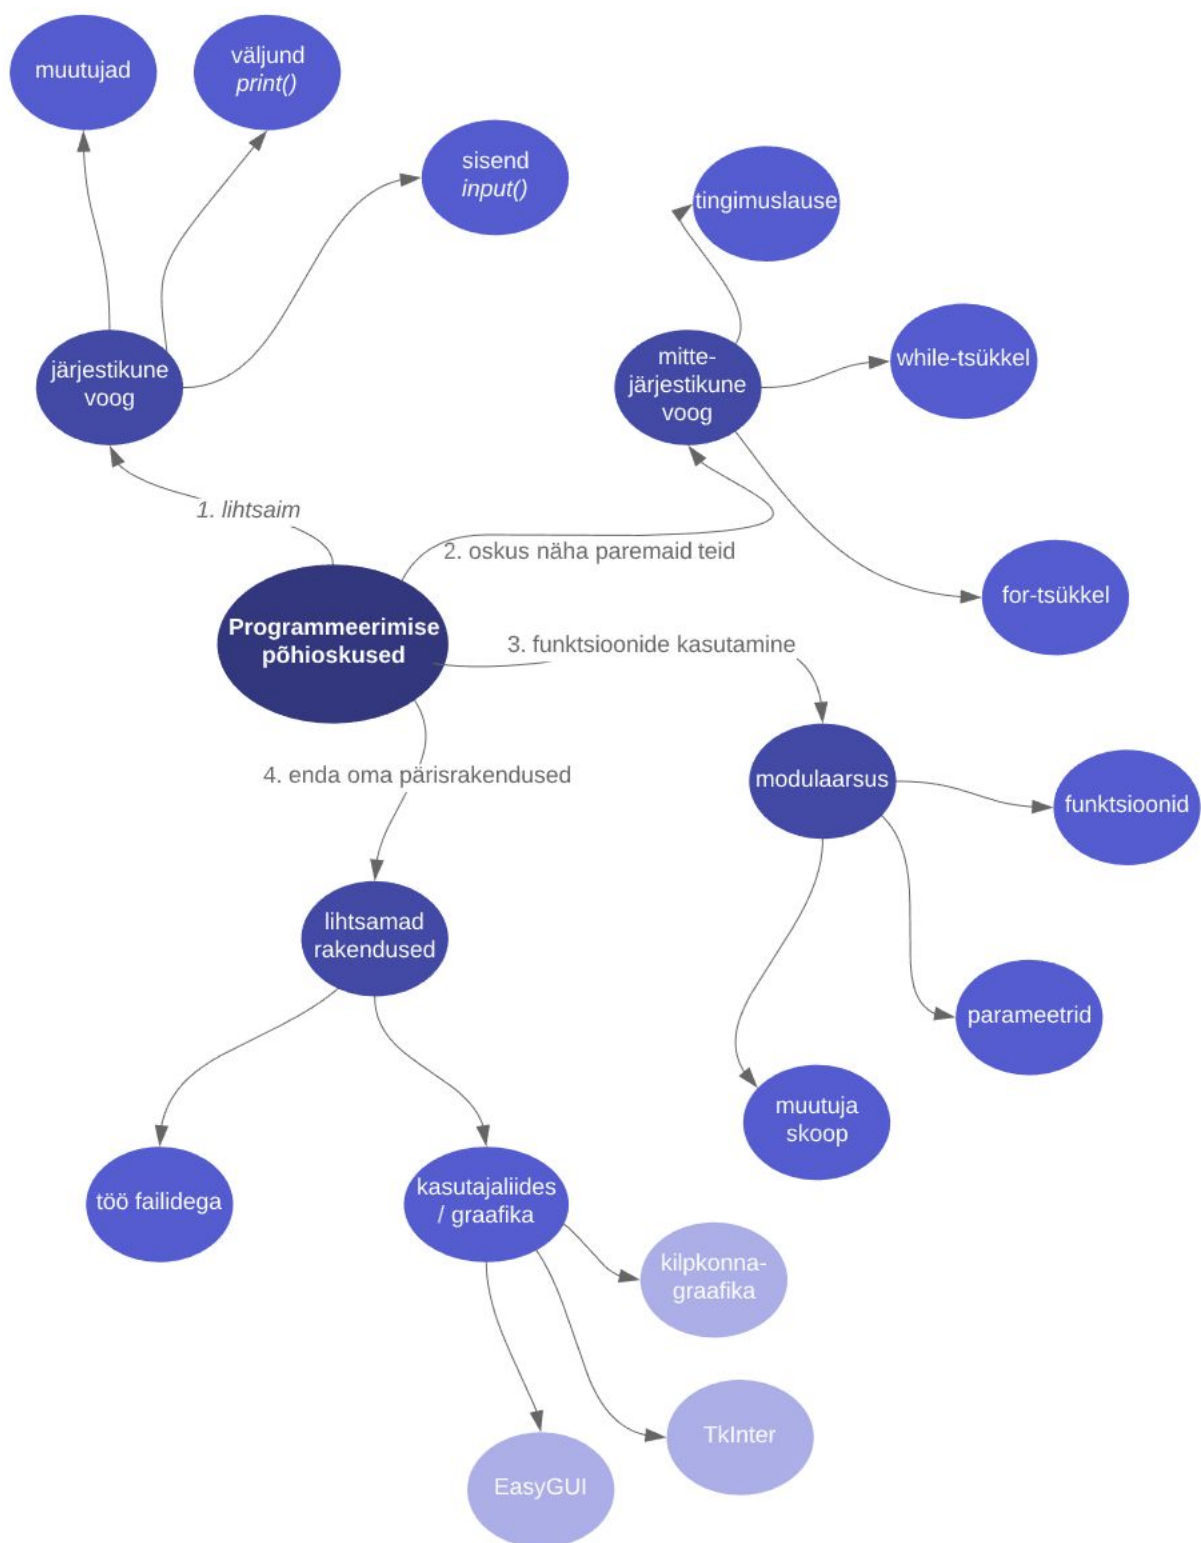 muutujad
väljund
print()
sisend
input()
tingimuslause
järjestikune
voog
mitte-
järjestikune
voog
while-tsükkel
1. lihtsaim
2. oskus näha paremaid teid
for-tsükkel
Programmeerimise
põhioskused
3. funktsioonide kasutamine
4. enda oma pärisrakendused
modulaarsus
funktsioonid
lihtsamad
rakendused
parameetrid
muutuja
skoop
töö failidega
kasutajaliides
/ graafika
kilpkonna-
graafika
TkInter
EasyGUI